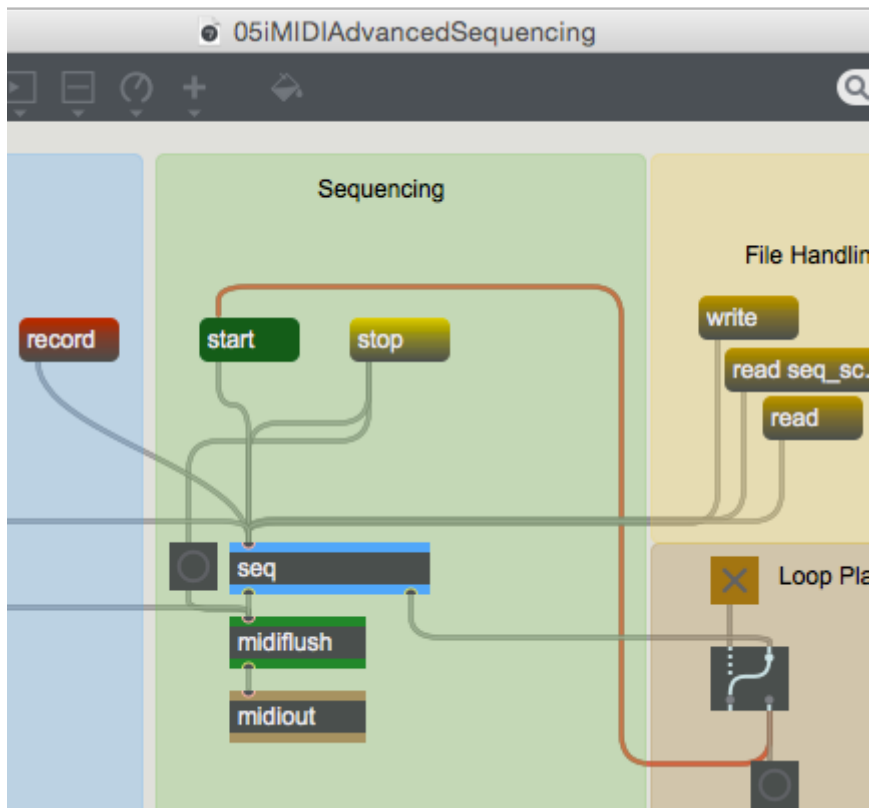 05iMIDIAdvancedSequencing
Sequencing
File Handlin
record
start
stop
write
read seq_sc.
read
seq
Loop Pla
midiflush
midiout